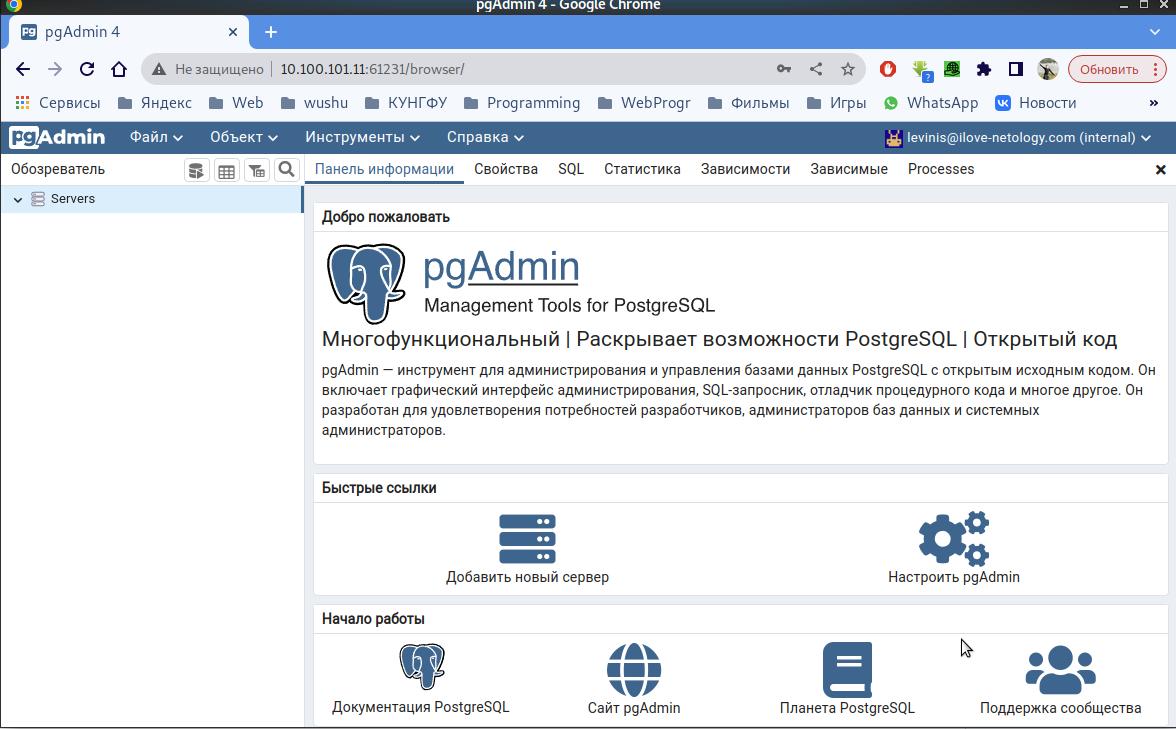 pgAdmin 4 - Google Chrome
pg pgAdmin 4
Не защищено 10.100.101.11:61231/browser/ ? Обновить
Сервисы Яндекс Web wushu КУНГФУ Programming WebProgr Фильмы Игры WhatsApp Новости »
pgAdmin Файл Объект Инструменты Справка levinis@ilove-netology.com (internal)
Обозреватель Панель информации Свойства SQL Статистика Зависимости Зависимые Processes
Servers
Добро пожаловать
pgAdmin
Management Tools for PostgreSQL
Многофункциональный | Раскрывает возможности PostgreSQL | Открытый код
pgAdmin — инструмент для администрирования и управления базами данных PostgreSQL с открытым исходным кодом. Он
включает графический интерфейс администрирования, SQL-запросник, отладчик процедурного кода и многое другое. Он
разработан для удовлетворения потребностей разработчиков, администраторов баз данных и системных
администраторов.
Быстрые ссылки
Добавить новый сервер Настроить pgAdmin
Начало работы
Документация PostgreSQL Сайт pgAdmin Планета PostgreSQL Поддержка сообщества